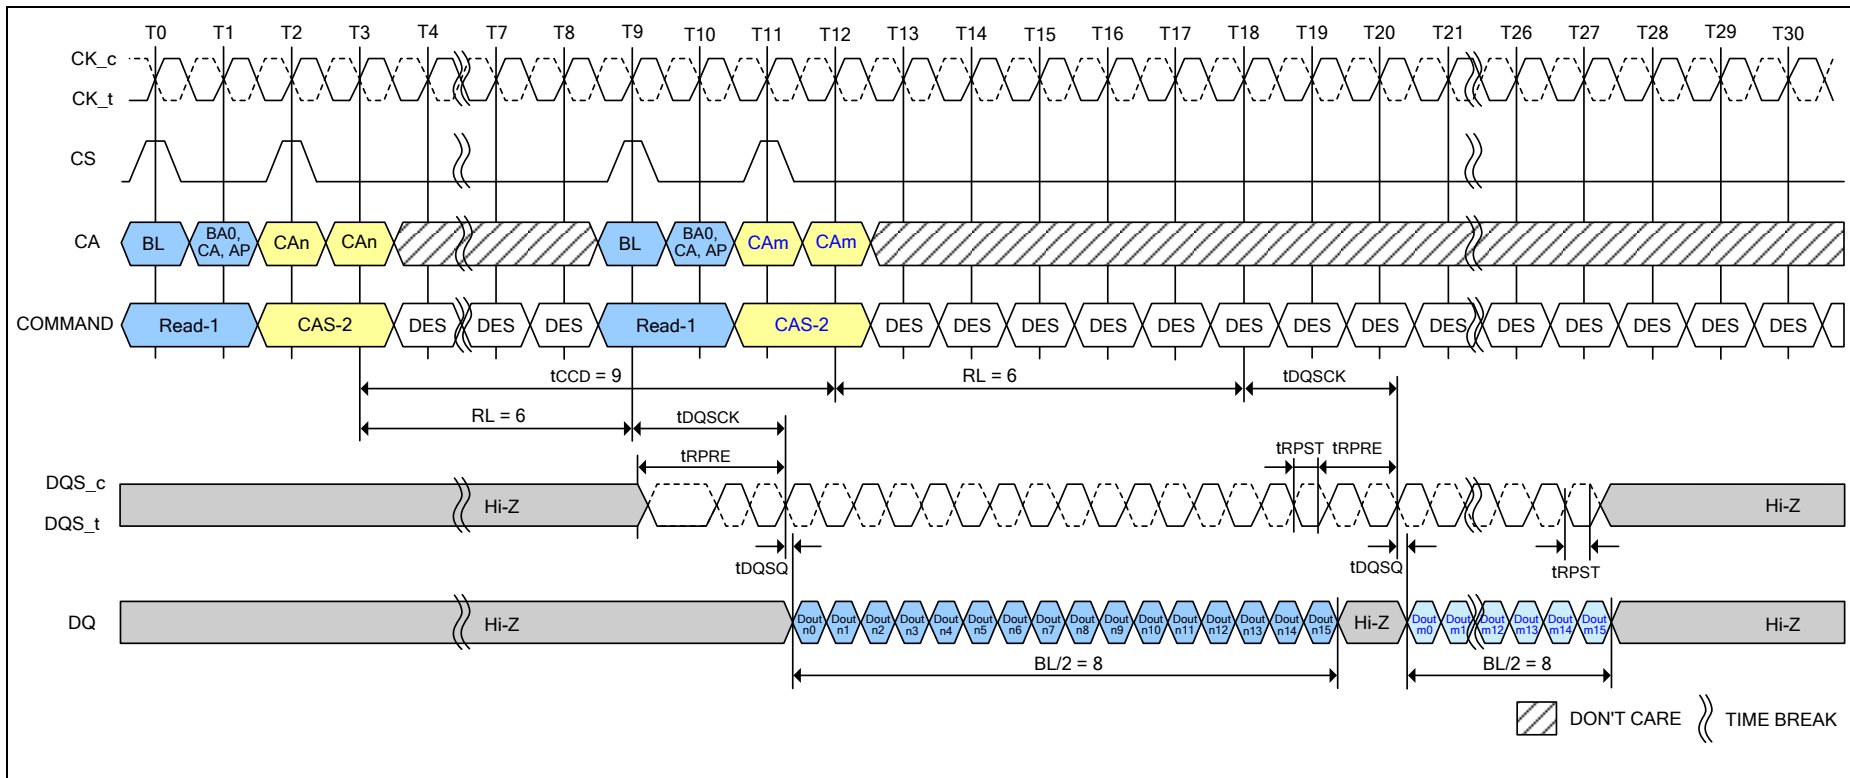 T0 T1 T2 T3 T4 T7 T8 T9 T10 T11 T12 T13 T14 T15 T16 T17 T18 T19 T20 T21 T26 T27 T28 T29 T30
CK_c
CK_t
CS
CA BL BA0, CA, AP CAn CAn BL BA0, CA, AP CAm CAm
COMMAND Read-1 CAS-2 DES DES DES Read-1 CAS-2 DES DES DES DES DES DES DES DES DES DES DES DES DES DES
tCCD = 9 RL = 6 tDQSCK
RL = 6 tDQSCK
tRPRE tRPST tRPRE
DQS_c
Hi-Z Hi-Z
DQS_t
tDQSQ tDQSQ tRPST
DQ Hi-Z Dout n0 Dout n1 Dout n2 Dout n3 Dout n4 Dout n5 Dout n6 Dout n7 Dout n8 Dout n9 Dout n10 Dout n11 Dout n12 Dout n13 Dout n14 Dout n15 Hi-Z Dout m0 Dout m1 Dout m12 Dout m13 Dout m14 Dout m15 Hi-Z
BL/2 = 8 BL/2 = 8
DON'T CARE TIME BREAK